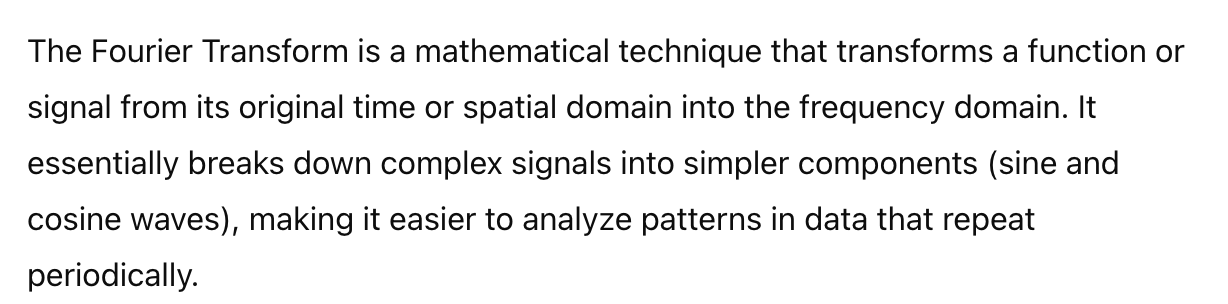 The Fourier Transform is a mathematical technique that transforms a function or
signal from its original time or spatial domain into the frequency domain. It
essentially breaks down complex signals into simpler components (sine and
cosine waves), making it easier to analyze patterns in data that repeat
periodically.